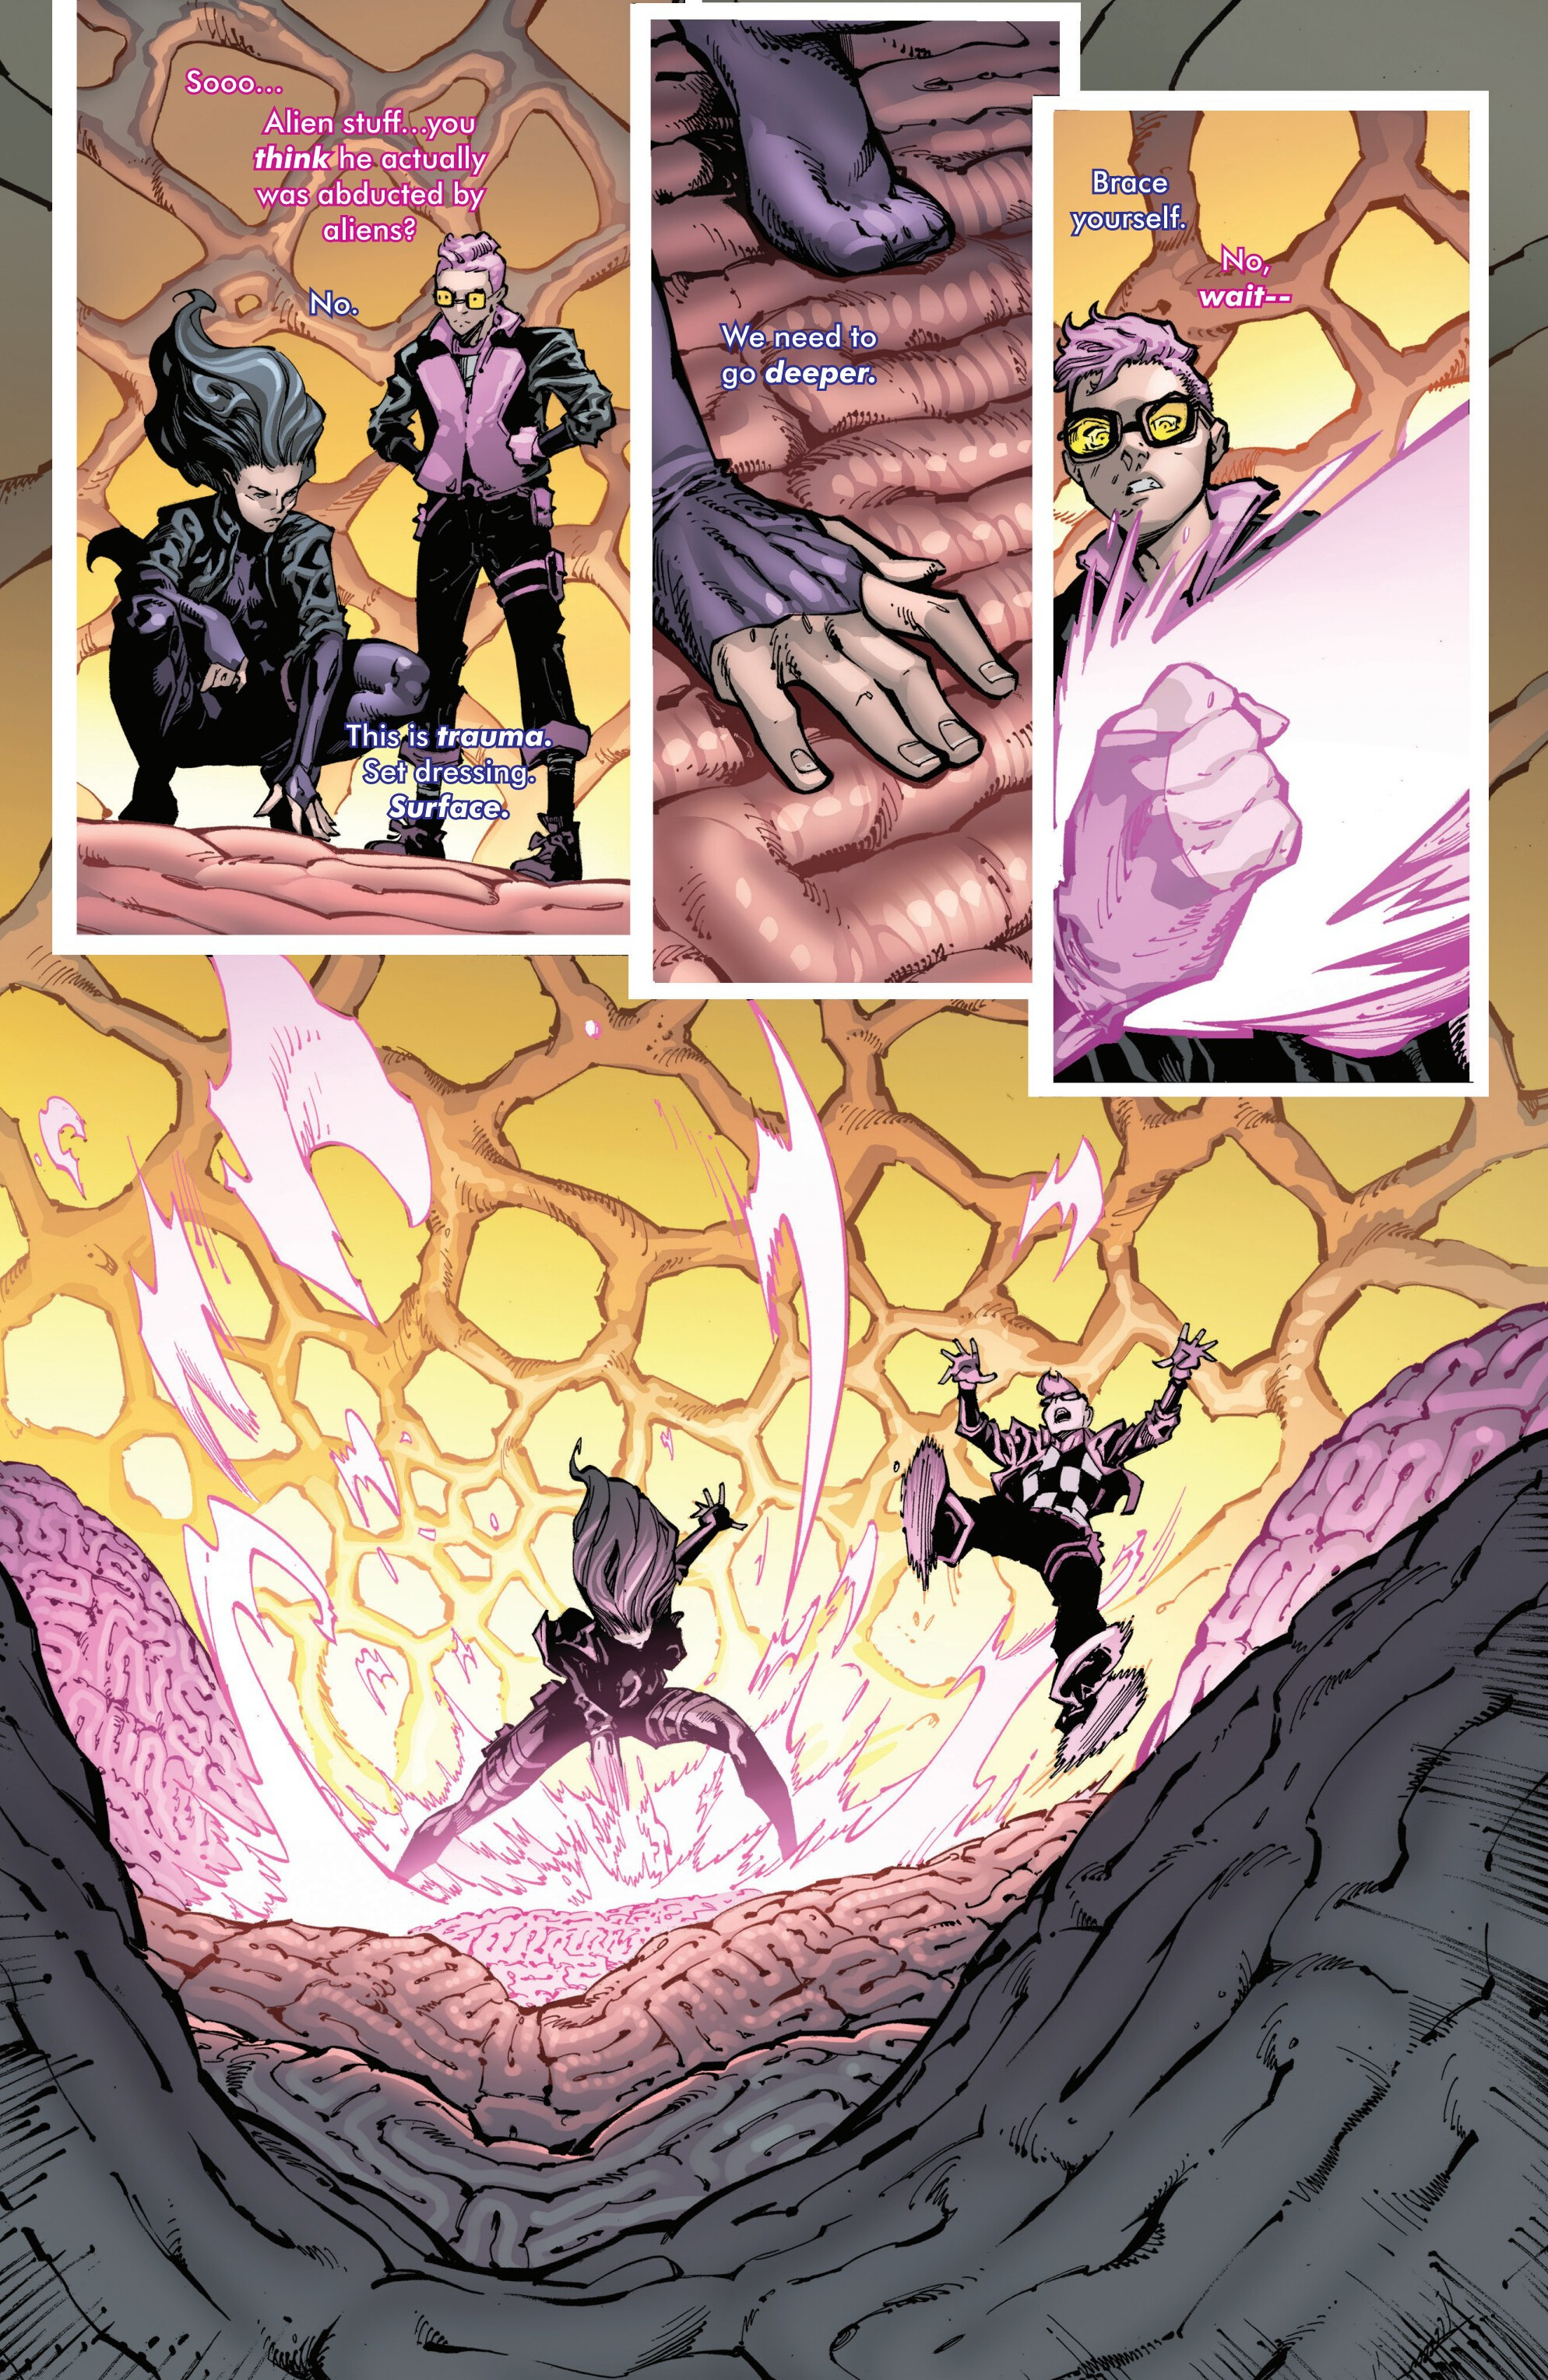 Sooo...
Alien stuff...you
think he actually
was abducted by
aliens?
No.
This is trauma.
Set dressing.
Surface.
We need to
go deeper.
Brace
yourself.
No,
wait--